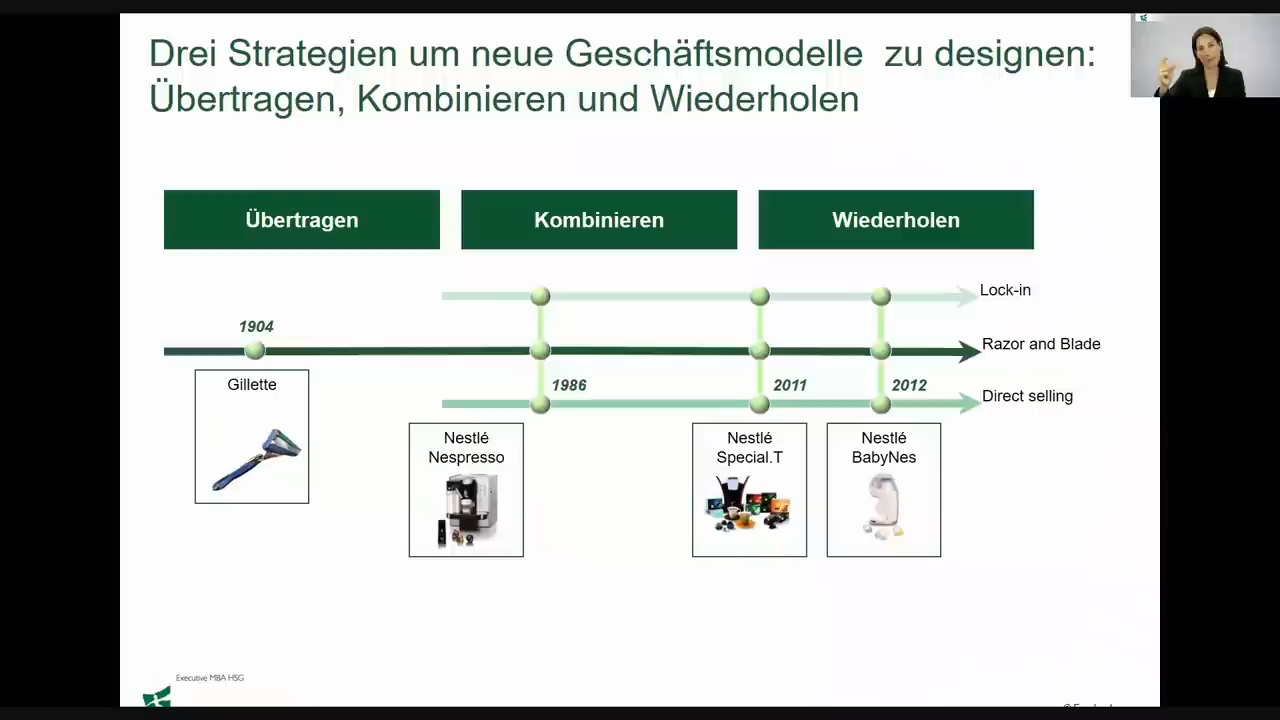 Drei Strategien um neue Geschäftsmodelle zu designen:
Übertragen, Kombinieren und Wiederholen
Übertragen
Kombinieren
Wiederholen
Lock-in
1904
Razor and Blade
Gillette
1986
2011
2012
Direct selling
Nestlé
Nespresso
Nestlé
Special.T
Nestlé
BabyNes
Executive MBA HSG